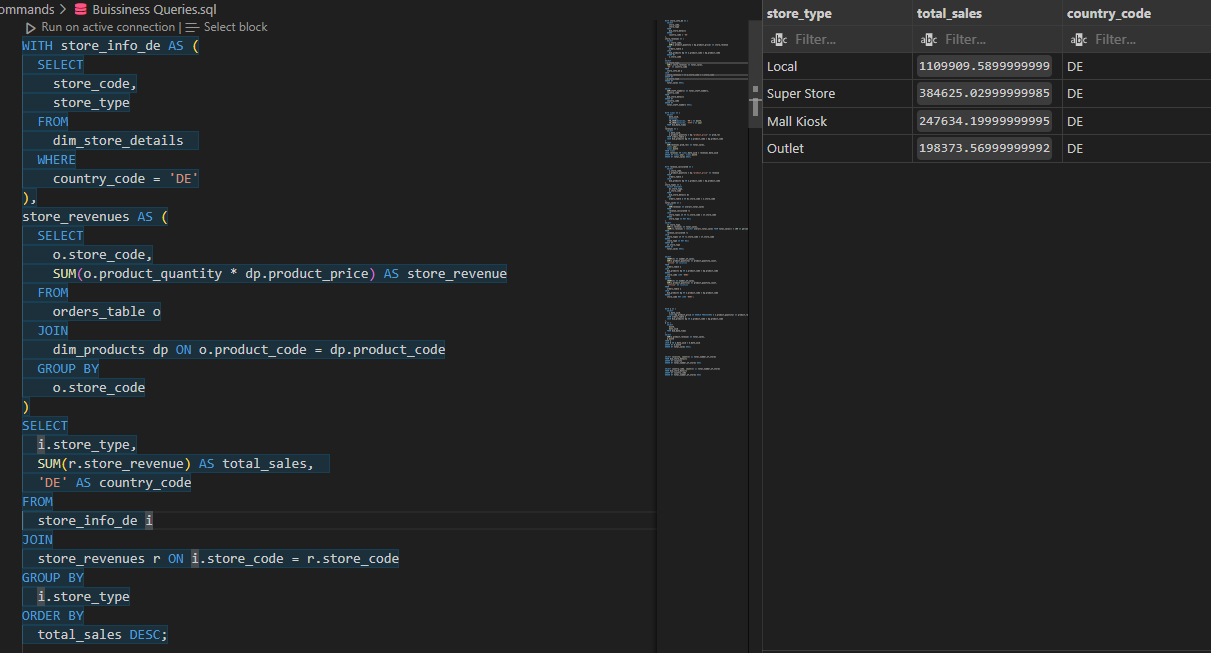 ommands > Buissiness Queries.sql
Run on active connection | Select block
WITH store_info_de AS (
SELECT
store_code,
store_type
FROM
dim_store_details
WHERE
country_code = 'DE'
),
store_revenues AS (
SELECT
o.store_code,
SUM(o.product_quantity * dp.product_price) AS store_revenue
FROM
orders_table o
JOIN
dim_products dp ON o.product_code = dp.product_code
GROUP BY
o.store_code
)
SELECT
i.store_type,
SUM(r.store_revenue) AS total_sales,
'DE' AS country_code
FROM
store_info_de i
JOIN
store_revenues r ON i.store_code = r.store_code
GROUP BY
i.store_type
ORDER BY
total_sales DESC;
store_type total_sales country_code
abc Filter... abc Filter... abc Filter...
Local 1109909.5899999999 DE
Super Store 384625.02999999985 DE
Mall Kiosk 247634.19999999995 DE
Outlet 198373.56999999992 DE